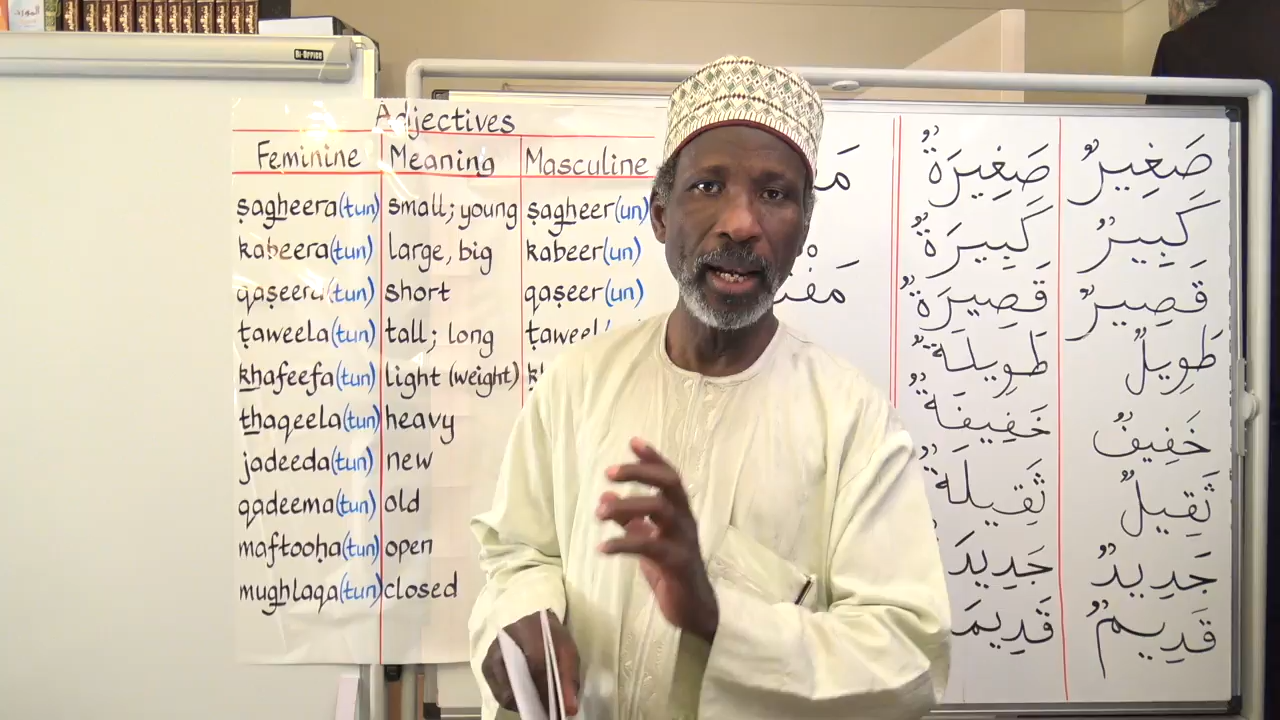 Bi-OFFICE
Adjectives
Feminine Meaning Masculine
ṣagheera(tun) small; young ṣagheer(un)
kabeera(tun) large, big kabeer(un)
qaṣeera(tun) short qaṣeer(un)
ṭaweela(tun) tall; long ṭaweel
khafeefa(tun) light (weight)
thaqeela(tun) heavy
jadeeda(tun) new
qadeema(tun) old
maftooḥa(tun) open
mughlaqa(tun) closed
صَغِيرٌ صَغِيرَةٌ
كَبِيرٌ كَبِيرَةٌ
قَصِيرٌ قَصِيرَةٌ
طَوِيلٌ طَوِيلَةٌ
خَفِيفٌ خَفِيفَةٌ
ثَقِيلٌ ثَقِيلَةٌ
جَدِيدٌ جَدِيدَ
قَدِيمٌ قَدِيمَ